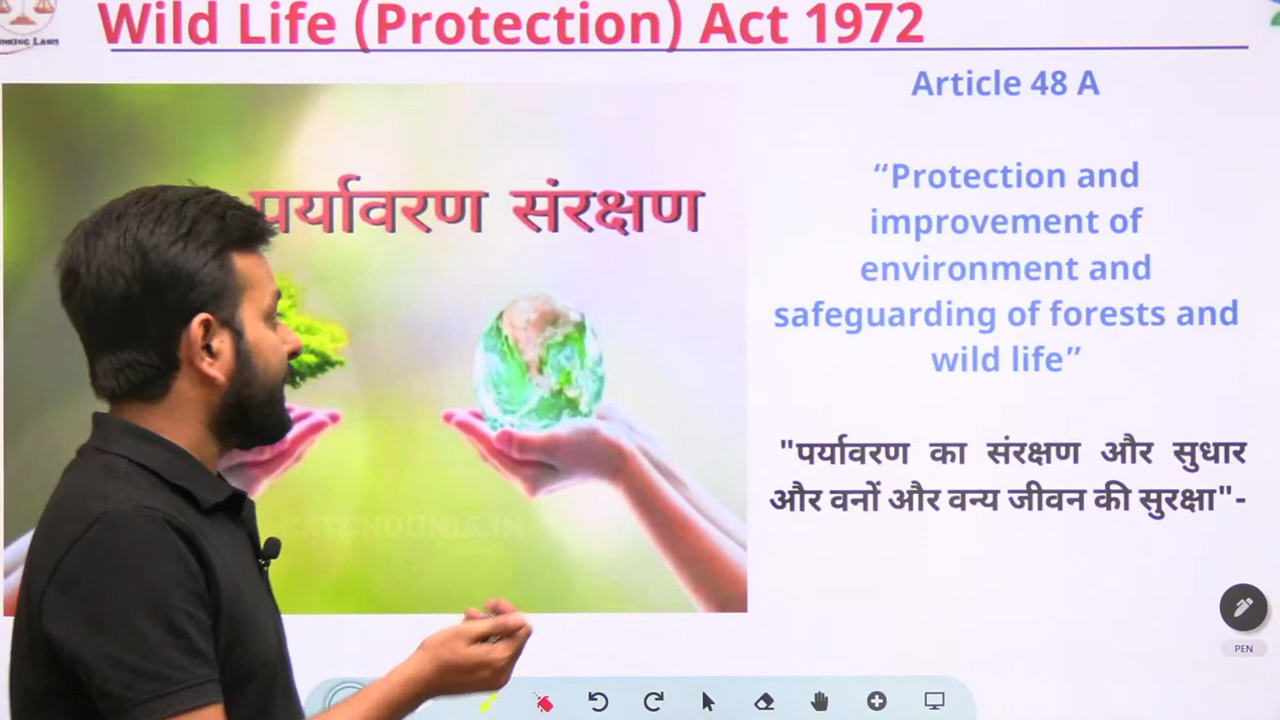 Wild Life (Protection) Act 1972
Article 48 A
पर्यावरण संरक्षण
“Protection and
improvement of
environment and
safeguarding of forests and
wild life”
"पर्यावरण का संरक्षण और सुधार
और वनों और वन्य जीवन की सुरक्षा"-
PEN